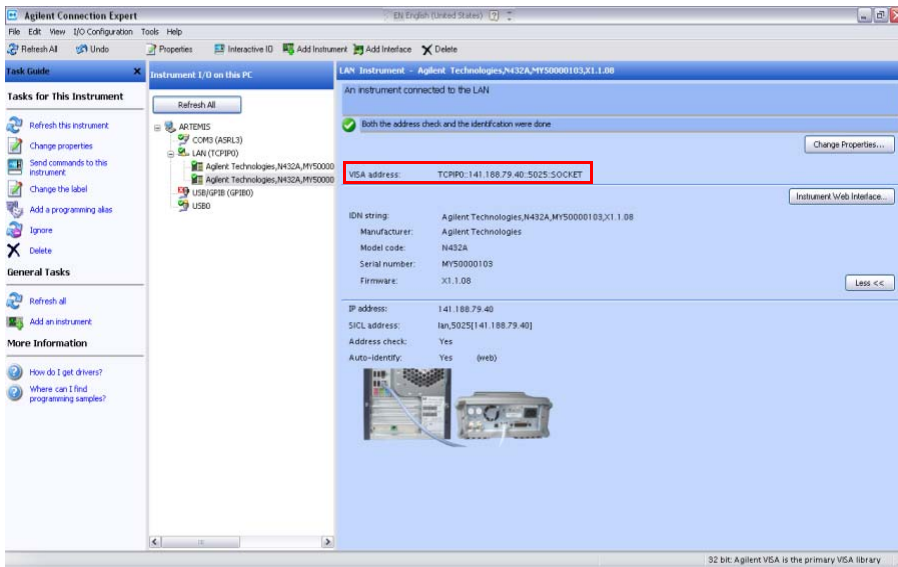 Agilent Connection Expert
EN English (United States)
File Edit View I/O Configuration Tools Help
Refresh All Undo Properties Interactive IO Add Instrument Add Interface Delete
Task Guide
Tasks for This Instrument
Refresh this instrument
Change properties
Send commands to this
instrument
Change the label
Add a programming alias
Ignore
Delete
General Tasks
Refresh all
Add an instrument
More Information
How do I get drivers?
Where can I find
programming samples?
Instrument I/O on this PC
Refresh All
ARTEMIS
COM3 (ASRL3)
LAN (TCPIP0)
Agilent Technologies,N432A,MY50000
Agilent Technologies,N432A,MY50000
USB/GPIB (GPIB0)
USB0
LAN Instrument - Agilent Technologies,N432A,MY50000103,X1.1.08
An instrument connected to the LAN
Both the address check and the identifcation were done
Change Properties...
VISA address: TCPIP0::141.188.79.40::5025::SOCKET
Instrument Web Interface...
IDN string: Agilent Technologies,N432A,MY50000103,X1.1.08
Manufacturer: Agilent Technologies
Model code: N432A
Serial number: MY50000103
Firmware: X1.1.08
Less <<
IP address: 141.188.79.40
SICL address: lan,5025[141.188.79.40]
Address check: Yes
Auto-identify: Yes (web)
32 bit: Agilent VISA is the primary VISA library